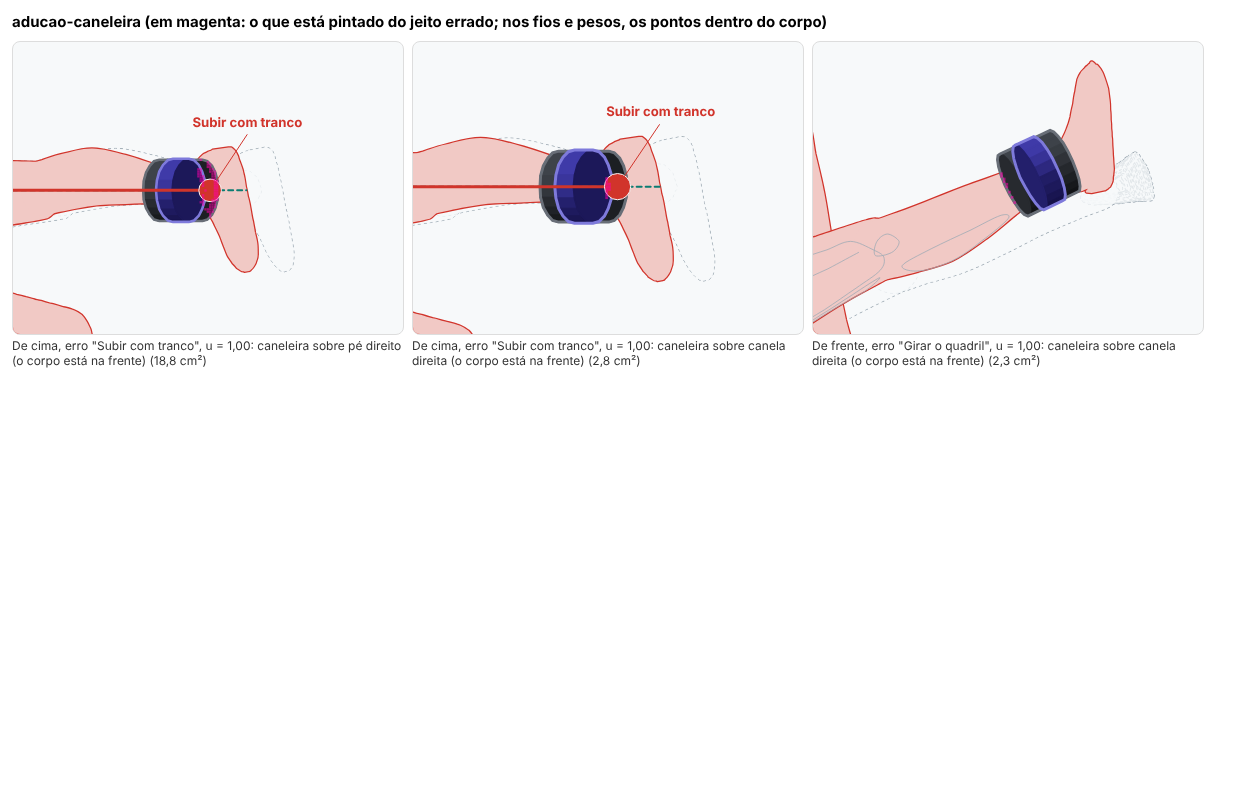 aducao-caneleira (em magenta: o que está pintado do jeito errado; nos fios e pesos, os pontos dentro do corpo)
Subir com tranco
Subir com tranco
De cima, erro "Subir com tranco", u = 1,00: caneleira sobre pé direito
(o corpo está na frente) (18,8 cm²)
De cima, erro "Subir com tranco", u = 1,00: caneleira sobre canela
direita (o corpo está na frente) (2,8 cm²)
De frente, erro "Girar o quadril", u = 1,00: caneleira sobre canela
direita (o corpo está na frente) (2,3 cm²)